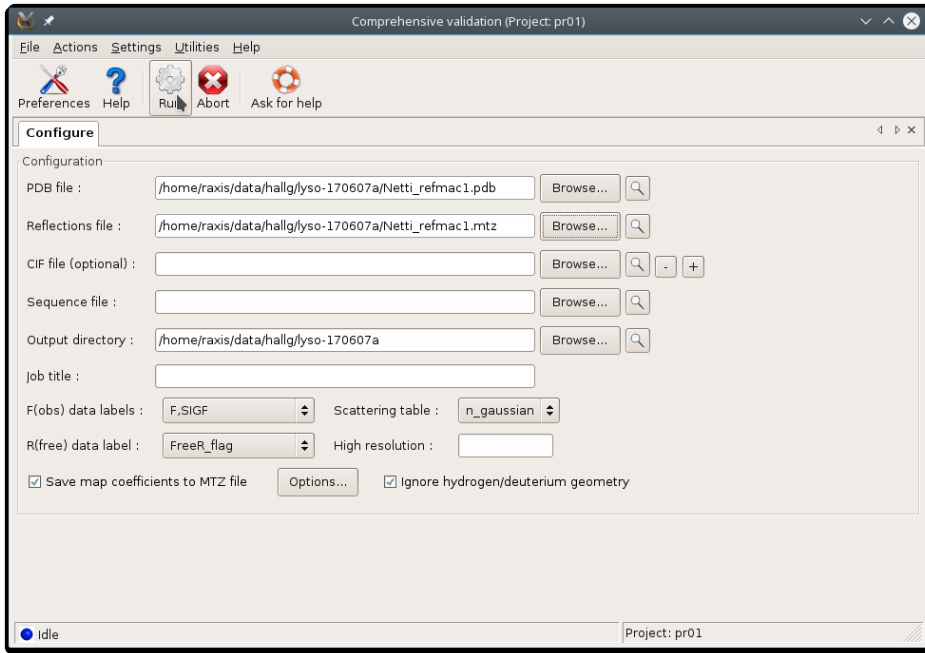 Comprehensive validation (Project: pr01)
File Actions Settings Utilities Help
Preferences Help Run Abort Ask for help
Configure
Configuration
PDB file : /home/raxis/data/hallg/lyso-170607a/Netti_refmac1.pdb Browse...
Reflections file : /home/raxis/data/hallg/lyso-170607a/Netti_refmac1.mtz Browse...
CIF file (optional) : Browse... - +
Sequence file : Browse...
Output directory : /home/raxis/data/hallg/lyso-170607a Browse...
Job title :
F(obs) data labels : F,SIGF Scattering table : n_gaussian
R(free) data label : FreeR_flag High resolution :
Save map coefficients to MTZ file Options... Ignore hydrogen/deuterium geometry
Idle Project: pr01